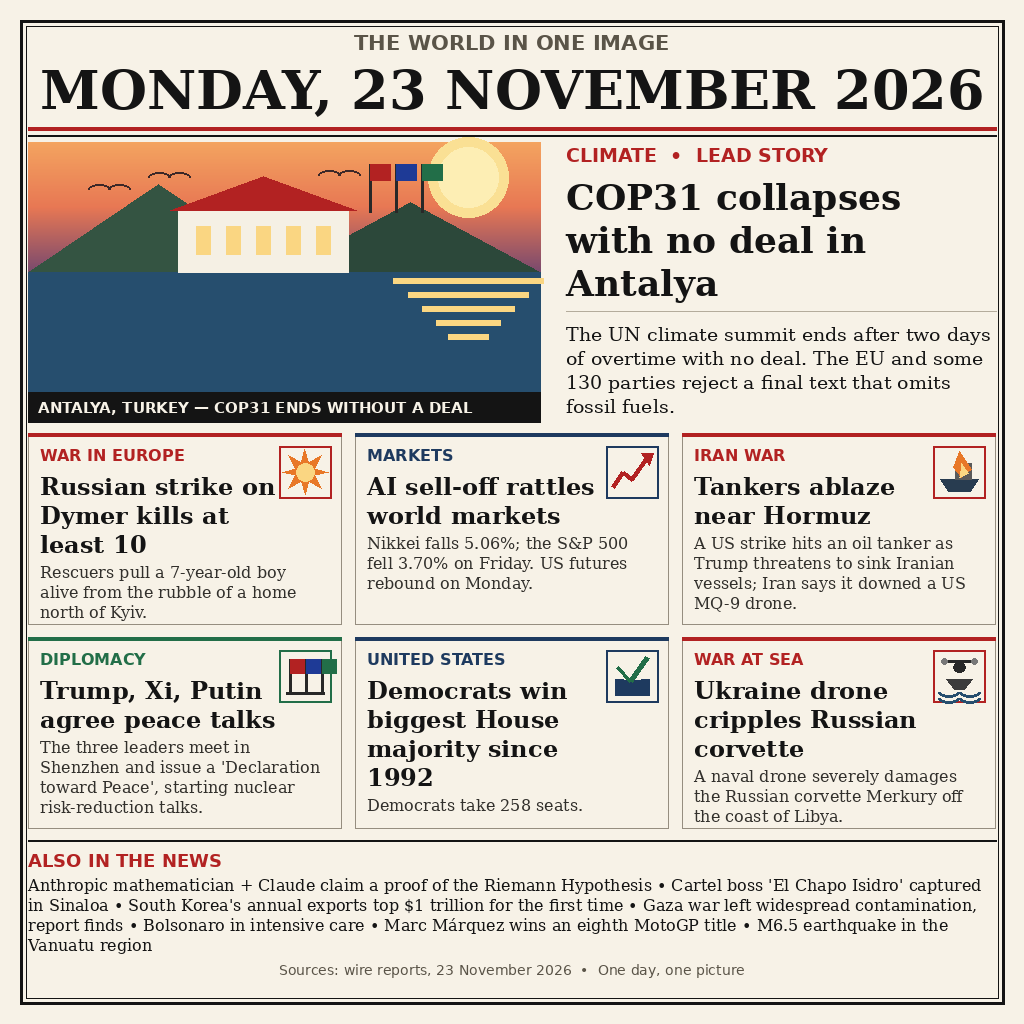 THE WORLD IN ONE IMAGE
MONDAY, 23 NOVEMBER 2026
CLIMATE • LEAD STORY
COP31 collapses
with no deal in
Antalya
The UN climate summit ends after two days
of overtime with no deal. The EU and some
130 parties reject a final text that omits
fossil fuels.
ANTALYA, TURKEY — COP31 ENDS WITHOUT A DEAL
WAR IN EUROPE
Russian strike on
Dymer kills at
least 10
Rescuers pull a 7-year-old boy
alive from the rubble of a home
north of Kyiv.
MARKETS
AI sell-off rattles
world markets
Nikkei falls 5.06%; the S&P 500
fell 3.70% on Friday. US futures
rebound on Monday.
IRAN WAR
Tankers ablaze
near Hormuz
A US strike hits an oil tanker as
Trump threatens to sink Iranian
vessels; Iran says it downed a US
MQ-9 drone.
DIPLOMACY
Trump, Xi, Putin
agree peace talks
The three leaders meet in
Shenzhen and issue a 'Declaration
toward Peace', starting nuclear
risk-reduction talks.
UNITED STATES
Democrats win
biggest House
majority since
1992
Democrats take 258 seats.
WAR AT SEA
Ukraine drone
cripples Russian
corvette
A naval drone severely damages
the Russian corvette Merkury off
the coast of Libya.
ALSO IN THE NEWS
Anthropic mathematician + Claude claim a proof of the Riemann Hypothesis • Cartel boss 'El Chapo Isidro' captured
in Sinaloa • South Korea's annual exports top $1 trillion for the first time • Gaza war left widespread contamination,
report finds • Bolsonaro in intensive care • Marc Márquez wins an eighth MotoGP title • M6.5 earthquake in the
Vanuatu region
Sources: wire reports, 23 November 2026 • One day, one picture